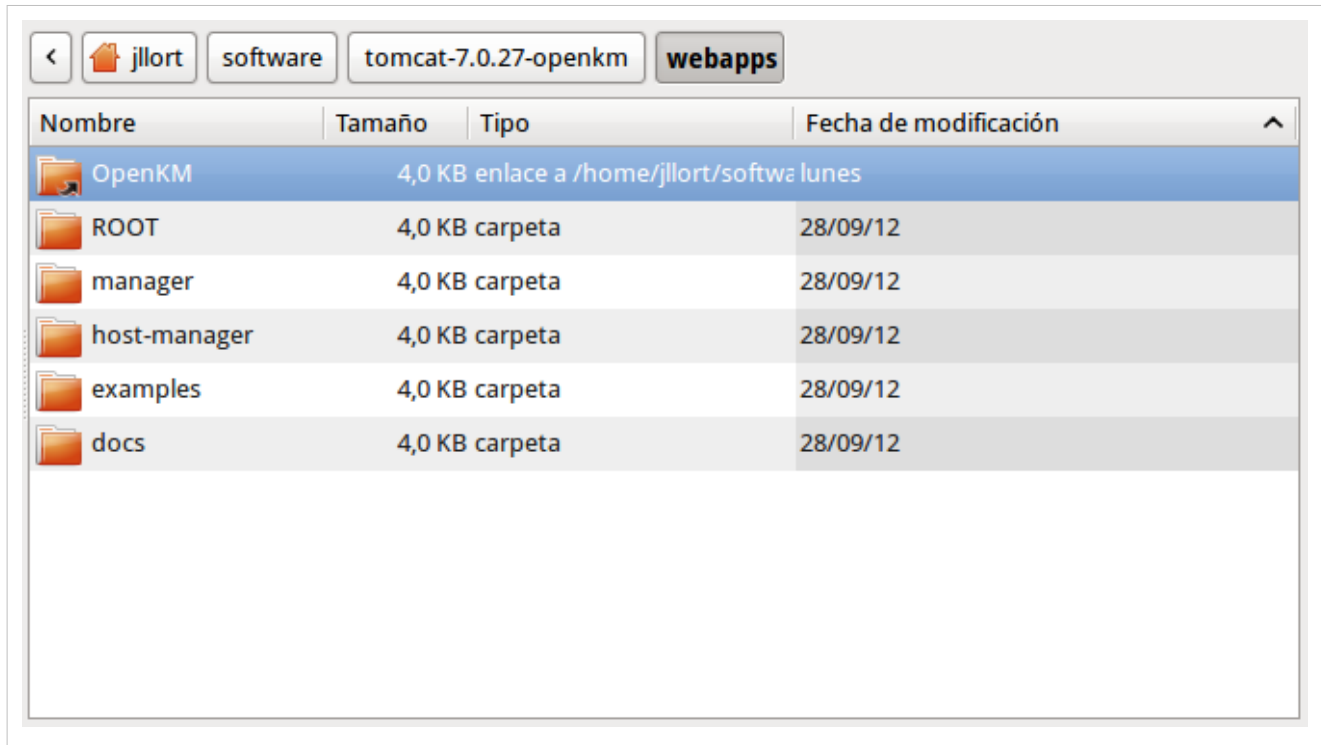 jllort software tomcat-7.0.27-openkm webapps
Nombre Tamaño Tipo Fecha de modificación
OpenKM 4,0 KB enlace a /home/jllort/softwa lunes
ROOT 4,0 KB carpeta 28/09/12
manager 4,0 KB carpeta 28/09/12
host-manager 4,0 KB carpeta 28/09/12
examples 4,0 KB carpeta 28/09/12
docs 4,0 KB carpeta 28/09/12